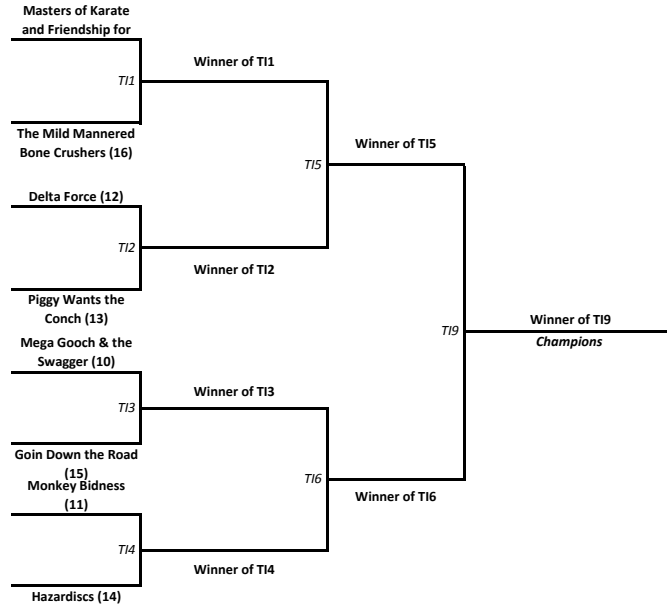 Masters of Karate
and Friendship for
Winner of TI1
TI1
The Mild Mannered
Bone Crushers (16)
Winner of TI5
TI5
Delta Force (12)
TI2
Winner of TI2
Piggy Wants the
Conch (13)
Winner of TI9
TI9
Champions
Mega Gooch & the
Swagger (10)
Winner of TI3
TI3
Goin Down the Road
(15)
TI6
Monkey Bidness
(11)
Winner of TI6
TI4
Winner of TI4
Hazardiscs (14)